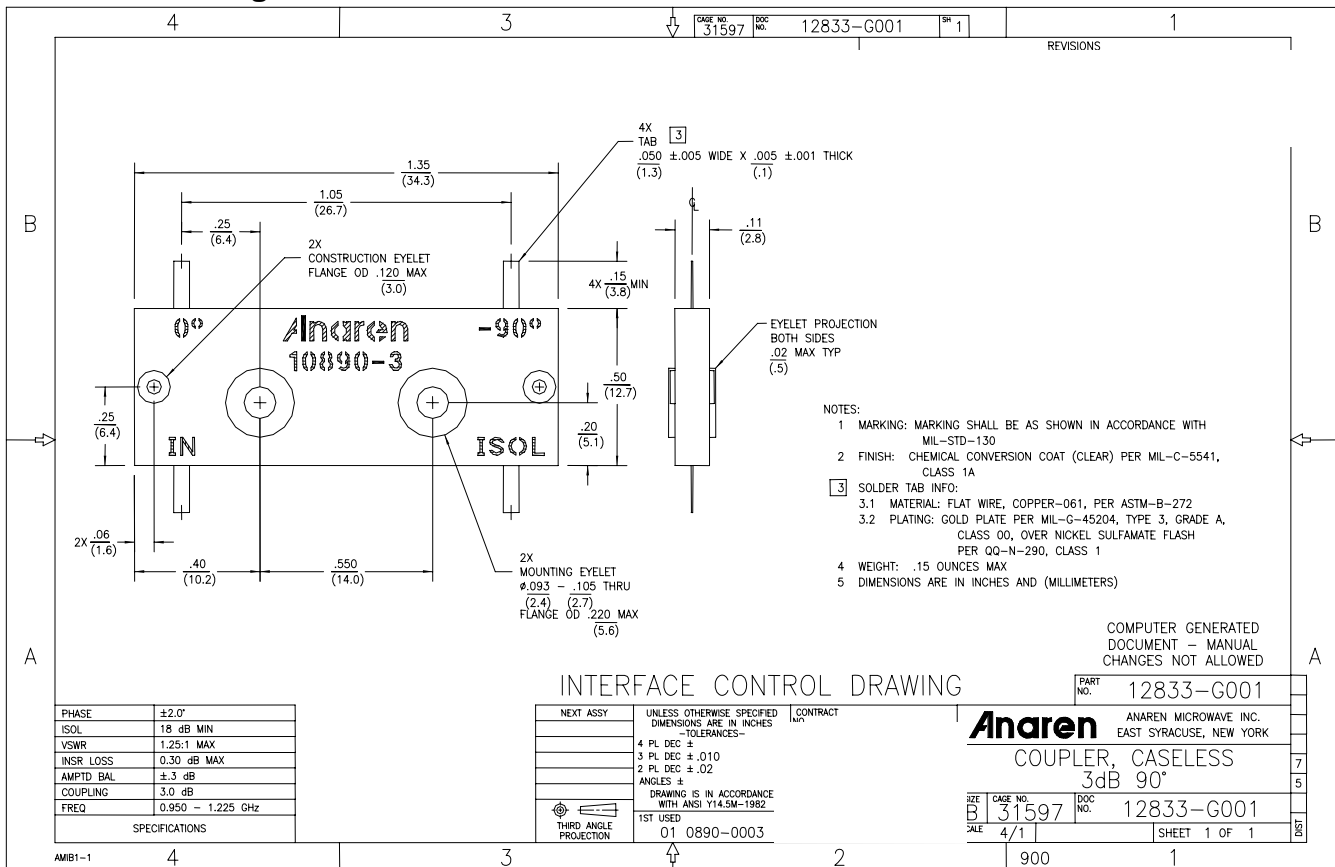 4
3
CAGE NO. 31597
DOC NO. 12833-G001
SH 1
1
REVISIONS
B
B
4X
TAB 3
.050 ±.005 WIDE X .005 ±.001 THICK
(1.3) (.1)
1.35
(34.3)
1.05
(26.7)
.25
(6.4)
2X
CONSTRUCTION EYELET
FLANGE OD .120 MAX
(3.0)
4X .15 MIN
(3.8)
℄
.11
(2.8)
0°
Anaren
-90°
10890-3
IN
ISOL
EYELET PROJECTION
BOTH SIDES
.02 MAX TYP
(.5)
.50
(12.7)
.25
(6.4)
.20
(5.1)
2X .06
(1.6)
.40
(10.2)
.550
(14.0)
2X
MOUNTING EYELET
ø.093 - .105 THRU
(2.4) (2.7)
FLANGE OD .220 MAX
(5.6)
NOTES:
1 MARKING: MARKING SHALL BE AS SHOWN IN ACCORDANCE WITH
MIL-STD-130
2 FINISH: CHEMICAL CONVERSION COAT (CLEAR) PER MIL-C-5541,
CLASS 1A
3 SOLDER TAB INFO:
3.1 MATERIAL: FLAT WIRE, COPPER-061, PER ASTM-B-272
3.2 PLATING: GOLD PLATE PER MIL-G-45204, TYPE 3, GRADE A,
CLASS 00, OVER NICKEL SULFAMATE FLASH
PER QQ-N-290, CLASS 1
4 WEIGHT: .15 OUNCES MAX
5 DIMENSIONS ARE IN INCHES AND (MILLIMETERS)
COMPUTER GENERATED
DOCUMENT - MANUAL
CHANGES NOT ALLOWED
A
A
INTERFACE CONTROL DRAWING
PART NO. 12833-G001
PHASE ±2.0°
ISOL 18 dB MIN
VSWR 1.25:1 MAX
INSR LOSS 0.30 dB MAX
AMPTD BAL ±.3 dB
COUPLING 3.0 dB
FREQ 0.950 - 1.225 GHz
SPECIFICATIONS
NEXT ASSY
THIRD ANGLE
PROJECTION
UNLESS OTHERWISE SPECIFIED
DIMENSIONS ARE IN INCHES
-TOLERANCES-
4 PL DEC ±
3 PL DEC ±.010
2 PL DEC ±.02
ANGLES ±
DRAWING IS IN ACCORDANCE
WITH ANSI Y14.5M-1982
1ST USED
01 0890-0003
CONTRACT
Anaren
ANAREN MICROWAVE INC.
EAST SYRACUSE, NEW YORK
COUPLER, CASELESS
3dB 90°
7
5
B
CAGE NO. 31597
DOC NO. 12833-G001
4/1
SHEET 1 OF 1
DIST
AMIB1-1
4
3
2
900
1